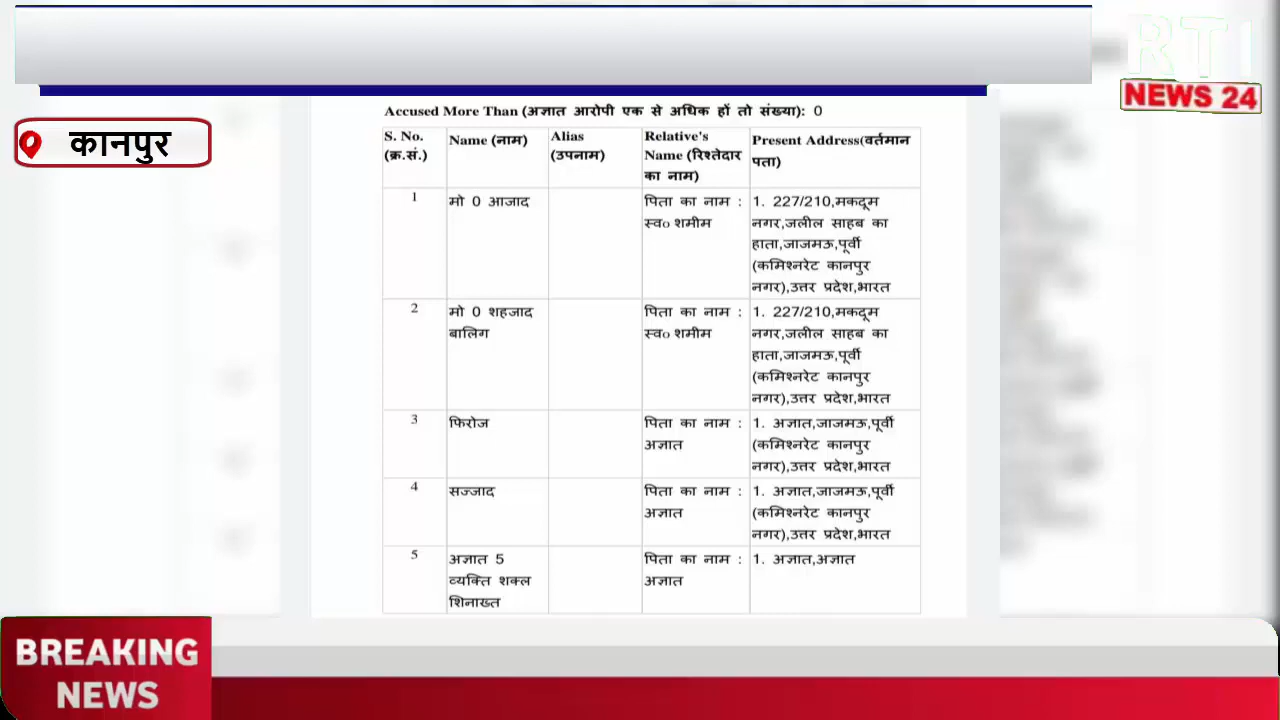 RTI
NEWS 24
कानपुर
Accused More Than (अज्ञात आरोपी एक से अधिक हों तो संख्या): 0
S. No. (क्र.सं.) Name (नाम) Alias (उपनाम) Relative's Name (रिश्तेदार का नाम) Present Address(वर्तमान पता)
1 मो 0 आजाद पिता का नाम : स्व० शमीम 1. 227/210,मकदूम नगर,जलील साहब का हाता,जाजमऊ,पूर्वी (कमिश्नरेट कानपुर नगर),उत्तर प्रदेश,भारत
2 मो 0 शहजाद बालिग पिता का नाम : स्व० शमीम 1. 227/210,मकदूम नगर,जलील साहब का हाता,जाजमऊ,पूर्वी (कमिश्नरेट कानपुर नगर),उत्तर प्रदेश,भारत
3 फिरोज पिता का नाम : अज्ञात 1. अज्ञात,जाजमऊ,पूर्वी (कमिश्नरेट कानपुर नगर),उत्तर प्रदेश,भारत
4 सज्जाद पिता का नाम : अज्ञात 1. अज्ञात,जाजमऊ,पूर्वी (कमिश्नरेट कानपुर नगर),उत्तर प्रदेश,भारत
5 अज्ञात 5 व्यक्ति शक्ल शिनाख्त पिता का नाम : अज्ञात 1. अज्ञात,अज्ञात
BREAKING
NEWS